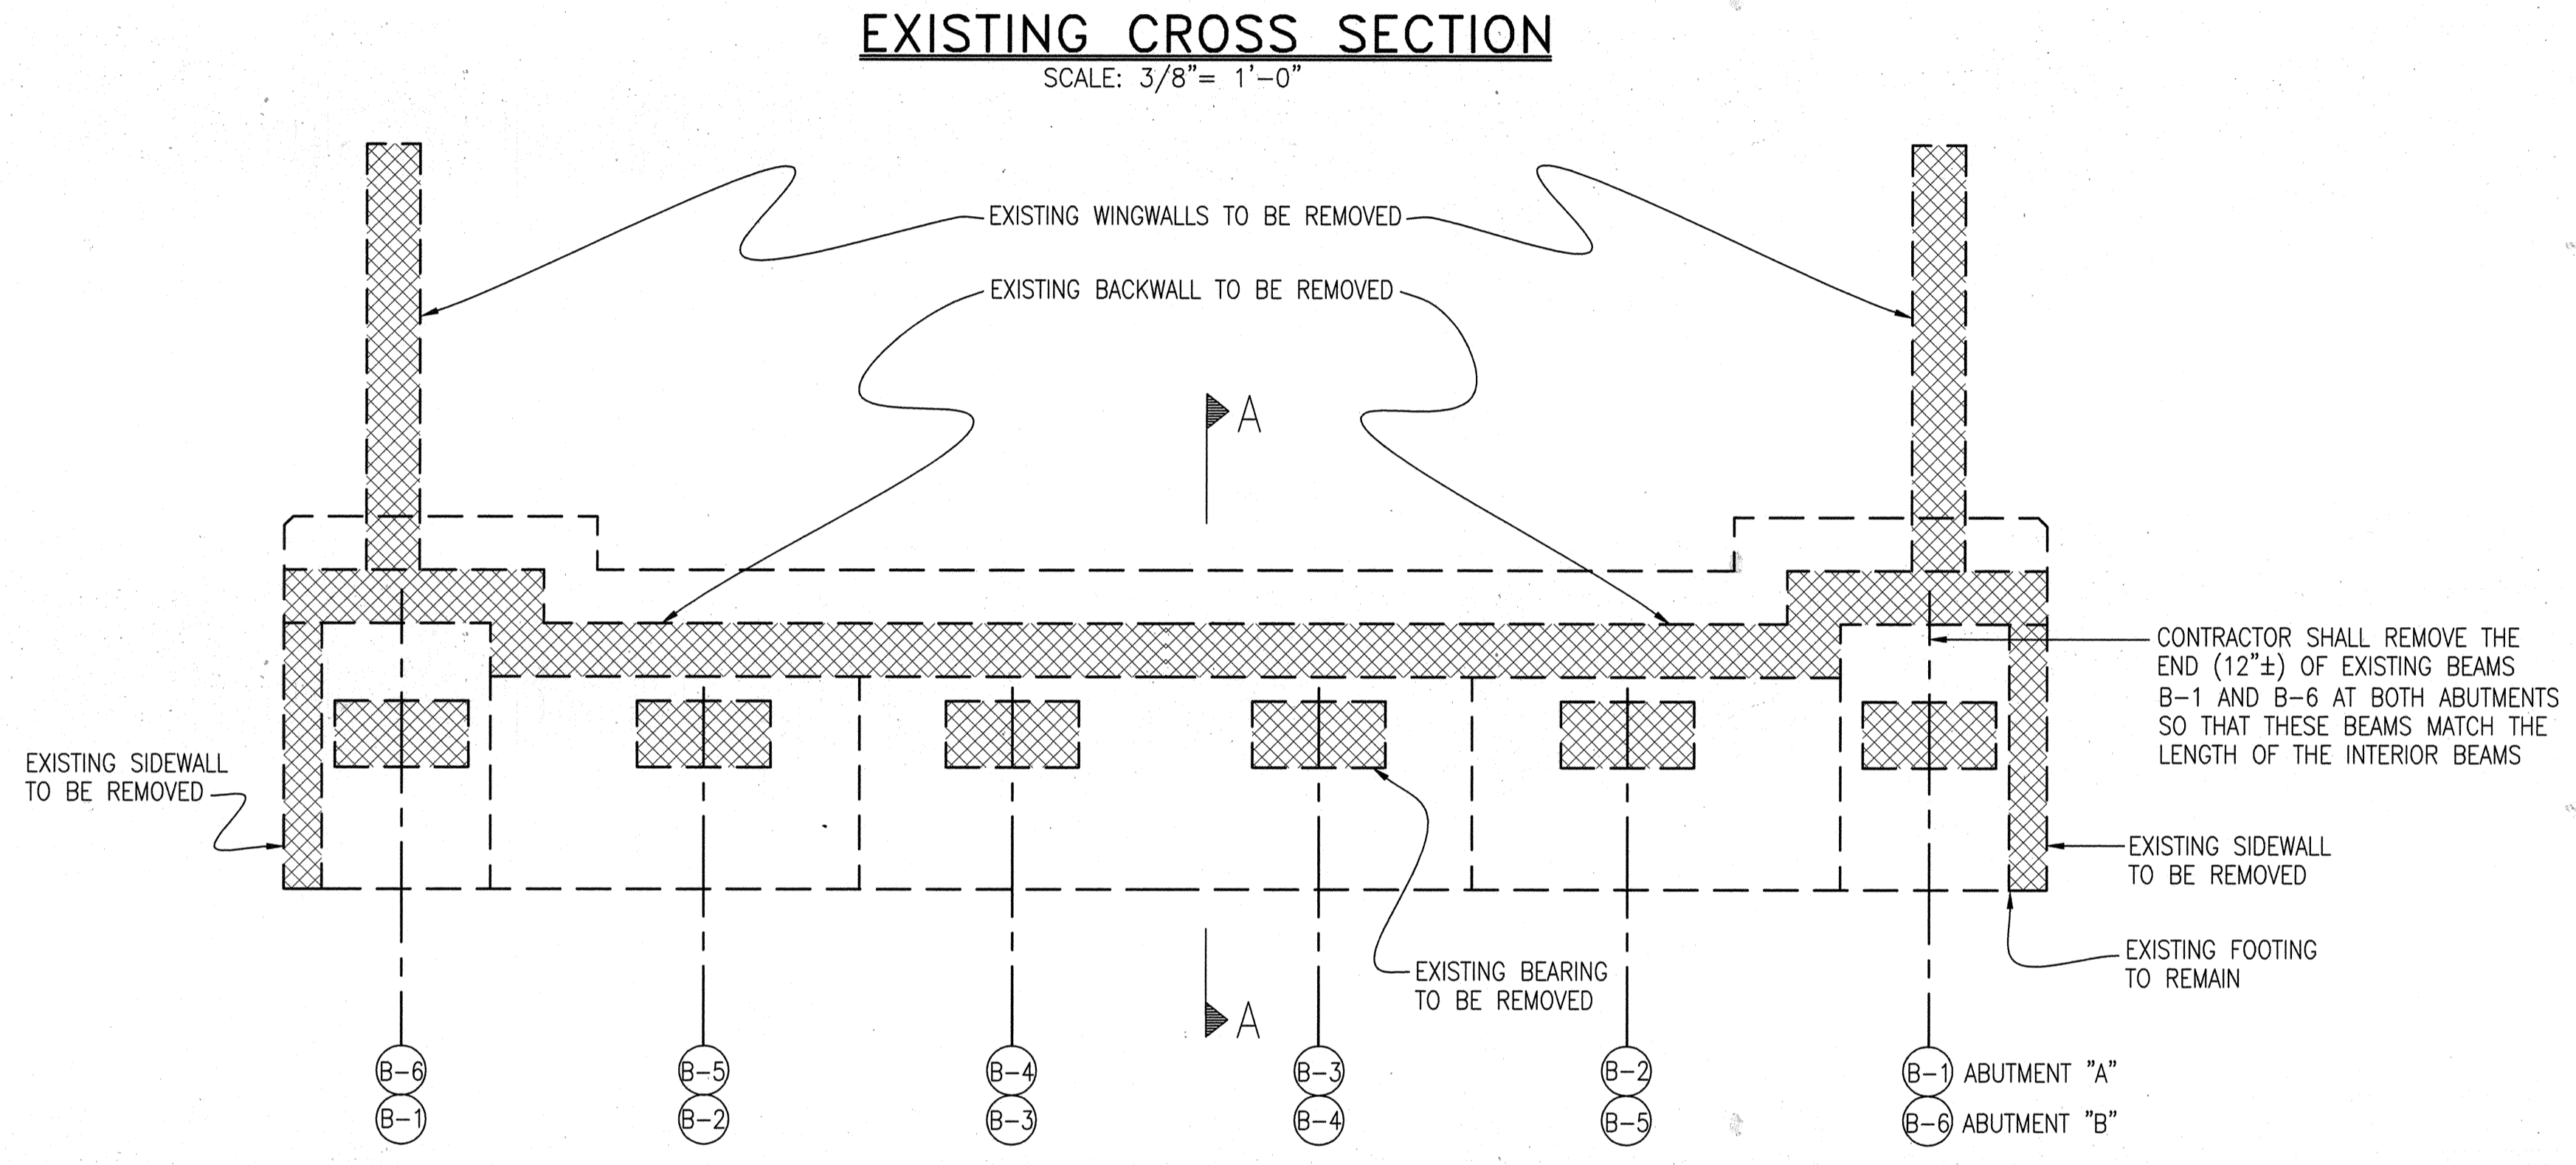 EXISTING CROSS SECTION
SCALE: 3/8"= 1'-0"
EXISTING WINGWALLS TO BE REMOVED
EXISTING BACKWALL TO BE REMOVED
A
CONTRACTOR SHALL REMOVE THE
END (12"±) OF EXISTING BEAMS
B-1 AND B-6 AT BOTH ABUTMENTS
SO THAT THESE BEAMS MATCH THE
LENGTH OF THE INTERIOR BEAMS
EXISTING SIDEWALL
TO BE REMOVED
EXISTING SIDEWALL
TO BE REMOVED
EXISTING FOOTING
TO REMAIN
EXISTING BEARING
TO BE REMOVED
A
B-6 B-5 B-4 B-3 B-2 B-1 ABUTMENT "A"
B-1 B-2 B-3 B-4 B-5 B-6 ABUTMENT "B"